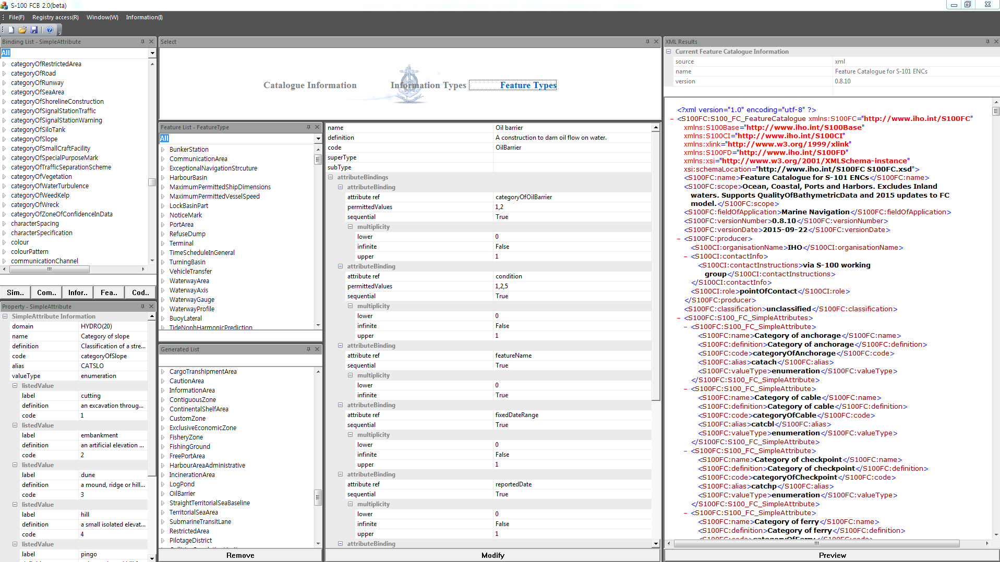 S-100 FCB 2.0(beta)
File(F) Registry access(R) Window(W) Information(I)
Binding List - SimpleAttribute
All
categoryOfRestrictedArea
categoryOfRoad
categoryOfRunway
categoryOfSeaArea
categoryOfShorelineConstruction
categoryOfSignalStationTraffic
categoryOfSignalStationWarning
categoryOfSiloTank
categoryOfSlope
categoryOfSmallCraftFacility
categoryOfSpecialPurposeMark
categoryOfTrafficSeparationScheme
categoryOfVegetation
categoryOfWaterTurbulence
categoryOfWeedKelp
categoryOfWreck
categoryOfZoneOfConfidenceInData
characterSpacing
characterSpecification
colour
colourPattern
communicationChannel
Sim.. Com.. Infor.. Fea.. Cod..
Property - SimpleAttribute
SimpleAttribute Information
domain HYDRO(20)
name Category of slope
definition Classification of a stre...
code categoryOfSlope
alias CATSLO
valueType enumeration
listedValue
label cutting
definition an excavation throug...
code 1
listedValue
label embankment
definition an artificial elevation ...
code 2
listedValue
label dune
definition a mound, ridge or hill...
code 3
listedValue
label hill
definition a small isolated elevat...
code 4
listedValue
label pingo
Select
Catalogue Information Information Types Feature Types
Feature List - FeatureType
All
BunkerStation
CommunicationArea
ExceptionalNavigationStrcuture
HarbourBasin
MaximumPermittedShipDimensions
MaximumPermittedVesselSpeed
LockBasinPart
NoticeMark
PortArea
RefuseDump
Terminal
TimeScheduleInGeneral
TurningBasin
VehicleTransfer
WaterwayArea
WaterwayAxis
WaterwayGauge
WaterwayProfile
BuoyLateral
TideNonhHarmonicPrediction
Generated List
CargoTranshipmentArea
CautionArea
InformationArea
ContiguousZone
ContinentalShelfArea
CustomZone
ExclusiveEconomicZone
FisheryZone
FishingGround
FreePortArea
HarbourAreaAdministrative
IncinerationArea
LogPond
OilBarrier
StraightTerritorialSeaBaseline
TerritorialSeaArea
SubmarineTransitLane
RestrictedArea
PilotageDistrict
Remove
name Oil barrier
definition A construction to dam oil flow on water.
code OilBarrier
superType
subType
attributeBindings
attributeBinding
attribute ref categoryOfOilBarrier
permittedValues 1,2
sequential True
multiplicity
lower 0
infinite False
upper 1
attributeBinding
attribute ref condition
permittedValues 1,2,5
sequential True
multiplicity
lower 0
infinite False
upper 1
attributeBinding
attribute ref featureName
sequential True
multiplicity
lower 0
infinite True
attributeBinding
attribute ref fixedDateRange
sequential True
multiplicity
lower 0
infinite False
upper 1
attributeBinding
attribute ref reportedDate
sequential True
multiplicity
lower 0
infinite False
upper 1
attributeBinding
Modify
XML Results
Current Feature Catalogue Information
source xml
name Feature Catalogue for S-101 ENCs
version 0.8.10
<?xml version="1.0" encoding="utf-8" ?>
- <S100FC:S100_FC_FeatureCatalogue xmlns:S100FC="http://www.iho.int/S100FC"
xmlns:S100Base="http://www.iho.int/S100Base"
xmlns:S100CI="http://www.iho.int/S100CI"
xmlns:xlink="http://www.w3.org/1999/xlink"
xmlns:S100FD="http://www.iho.int/S100FD"
xmlns:xsi="http://www.w3.org/2001/XMLSchema-instance"
xsi:schemaLocation="http://www.iho.int/S100FC S100FC.xsd">
<S100FC:name>Feature Catalogue for S-101 ENCs</S100FC:name>
<S100FC:scope>Ocean, Coastal, Ports and Harbors. Excludes Inland
waters. Supports QualityOfBathymetricData and 2015 updates to FC
model.</S100FC:scope>
<S100FC:fieldOfApplication>Marine Navigation</S100FC:fieldOfApplication>
<S100FC:versionNumber>0.8.10</S100FC:versionNumber>
<S100FC:versionDate>2015-09-22</S100FC:versionDate>
- <S100FC:producer>
<S100CI:organisationName>IHO</S100CI:organisationName>
- <S100CI:contactInfo>
<S100CI:contactInstructions>via S-100 working
group</S100CI:contactInstructions>
</S100CI:contactInfo>
<S100CI:role>pointOfContact</S100CI:role>
</S100FC:producer>
<S100FC:classification>unclassified</S100FC:classification>
- <S100FC:S100_FC_SimpleAttributes>
- <S100FC:S100_FC_SimpleAttribute>
<S100FC:name>Category of anchorage</S100FC:name>
<S100FC:definition>Category of anchorage</S100FC:definition>
<S100FC:code>categoryOfAnchorage</S100FC:code>
<S100FC:alias>catach</S100FC:alias>
<S100FC:valueType>enumeration</S100FC:valueType>
</S100FC:S100_FC_SimpleAttribute>
- <S100FC:S100_FC_SimpleAttribute>
<S100FC:name>Category of cable</S100FC:name>
<S100FC:definition>Category of cable</S100FC:definition>
<S100FC:code>categoryOfCable</S100FC:code>
<S100FC:alias>catcbl</S100FC:alias>
<S100FC:valueType>enumeration</S100FC:valueType>
</S100FC:S100_FC_SimpleAttribute>
- <S100FC:S100_FC_SimpleAttribute>
<S100FC:name>Category of checkpoint</S100FC:name>
<S100FC:definition>Category of checkpoint</S100FC:definition>
<S100FC:code>categoryOfCheckpoint</S100FC:code>
<S100FC:alias>catchp</S100FC:alias>
<S100FC:valueType>enumeration</S100FC:valueType>
</S100FC:S100_FC_SimpleAttribute>
- <S100FC:S100_FC_SimpleAttribute>
<S100FC:name>Category of ferry</S100FC:name>
<S100FC:definition>Category of ferry</S100FC:definition>
<S100FC:code>categoryOfFerry</S100FC:code>
Preview